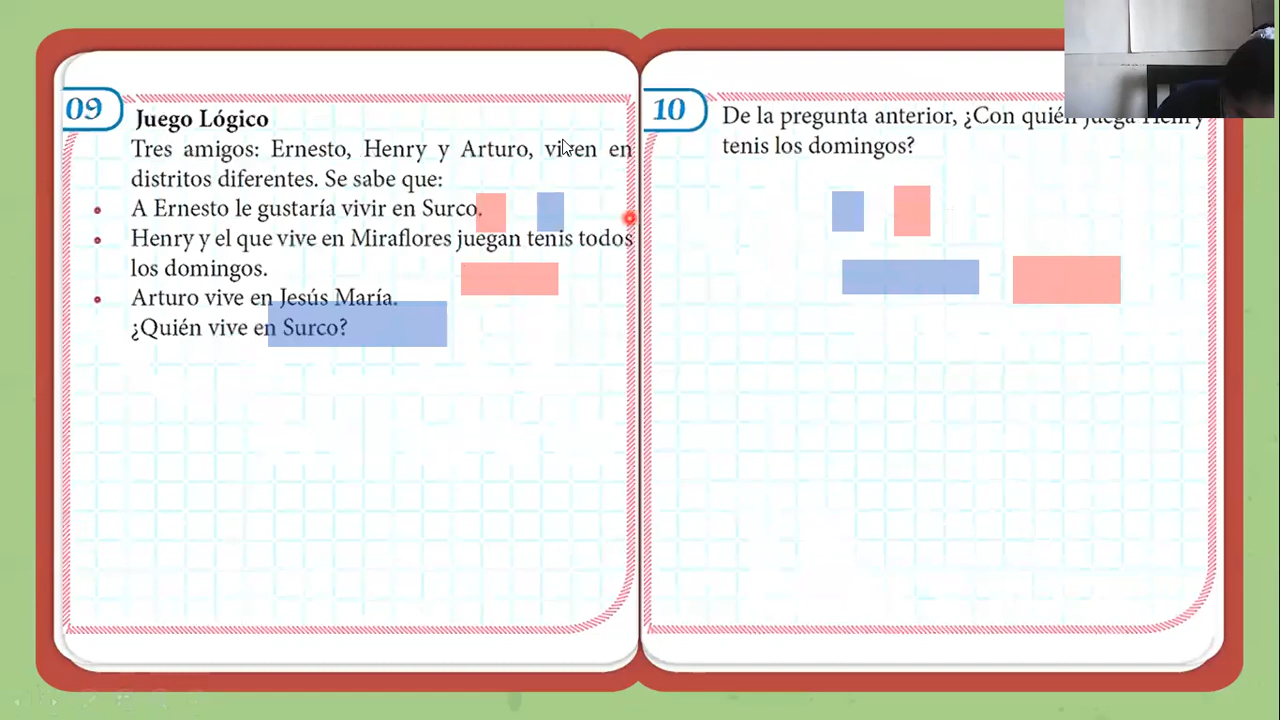 09
Juego Lógico
Tres amigos: Ernesto, Henry y Arturo, viven en
distritos diferentes. Se sabe que:
• A Ernesto le gustaría vivir en Surco.
• Henry y el que vive en Miraflores juegan tenis todos
los domingos.
• Arturo vive en Jesús María.
¿Quién vive en Surco?
10
De la pregunta anterior, ¿Con quién juega Henry
tenis los domingos?